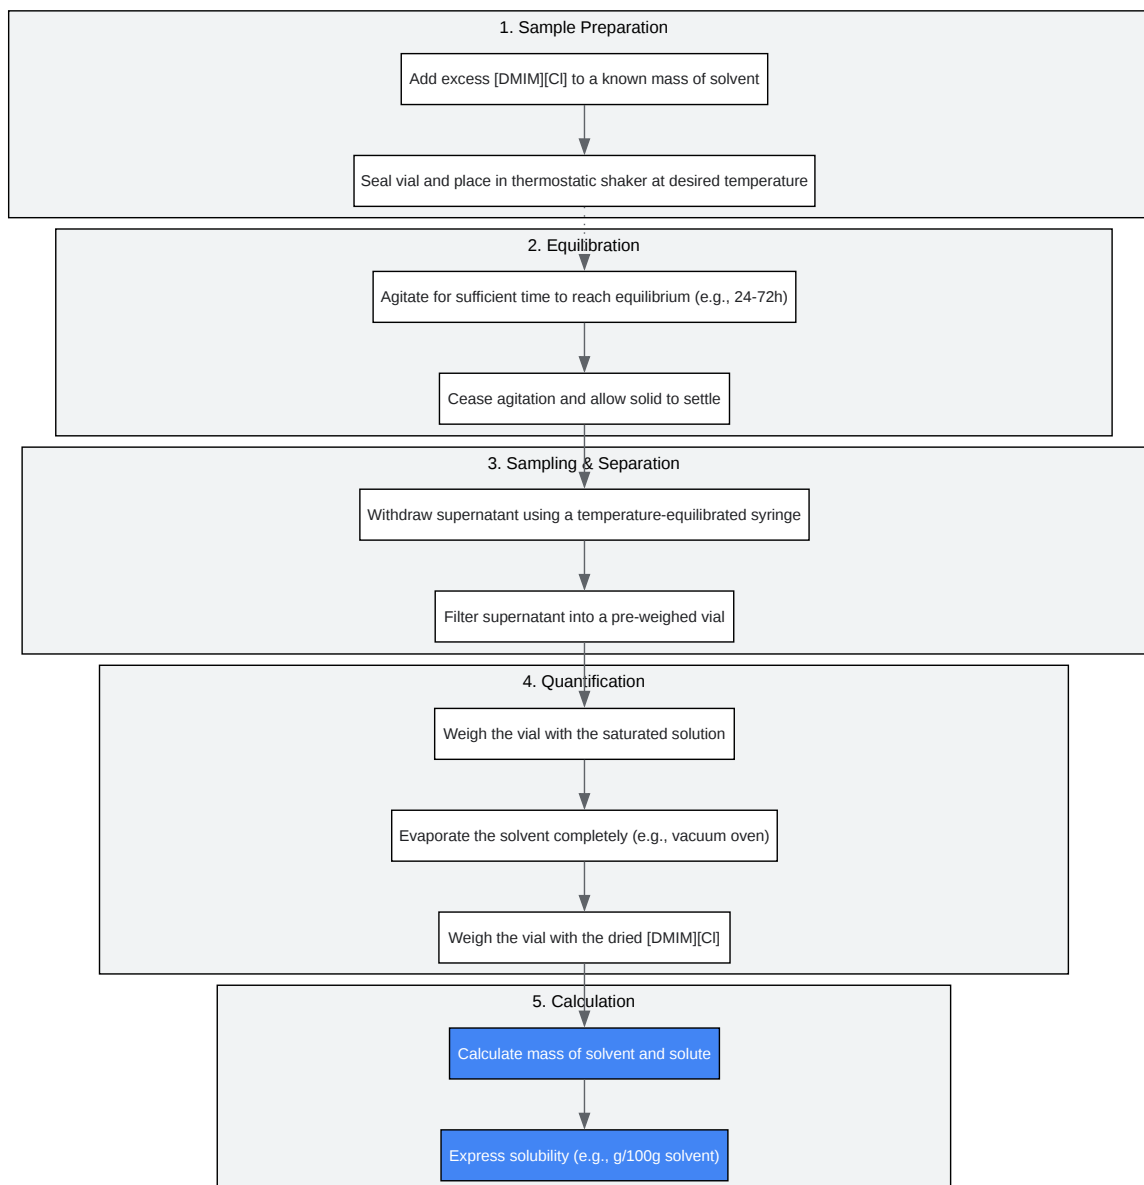 1. Sample Preparation
Add excess [DMIM][Cl] to a known mass of solvent
Seal vial and place in thermostatic shaker at desired temperature
2. Equilibration
Agitate for sufficient time to reach equilibrium (e.g., 24-72h)
Cease agitation and allow solid to settle
3. Sampling & Separation
Withdraw supernatant using a temperature-equilibrated syringe
Filter supernatant into a pre-weighed vial
4. Quantification
Weigh the vial with the saturated solution
Evaporate the solvent completely (e.g., vacuum oven)
Weigh the vial with the dried [DMIM][Cl]
5. Calculation
Calculate mass of solvent and solute
Express solubility (e.g., g/100g solvent)